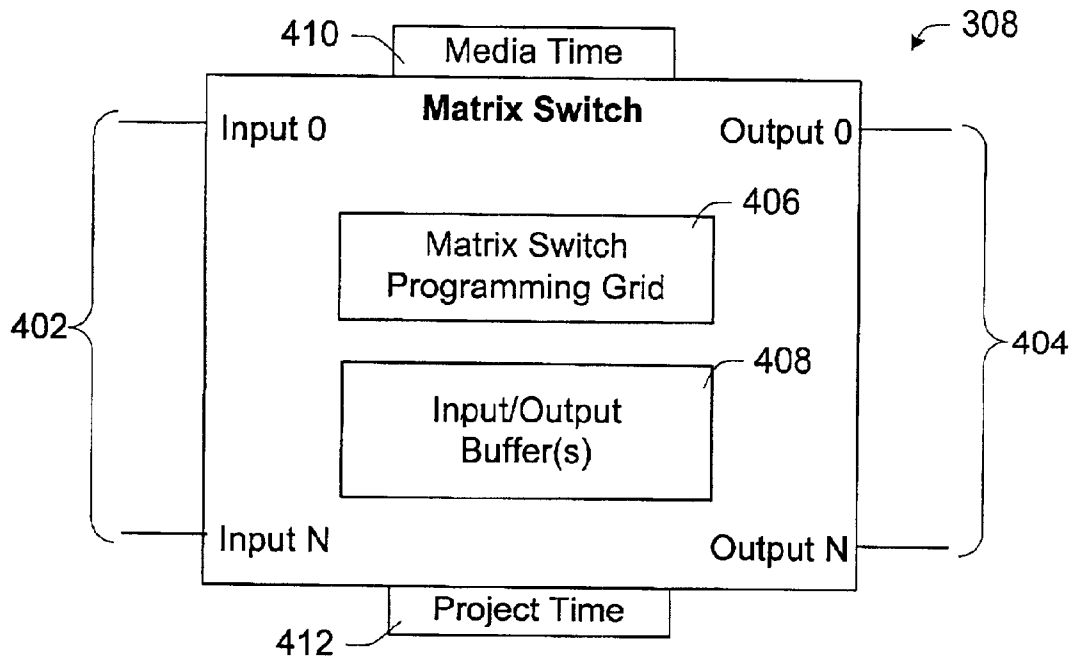 410
Media Time
308
Matrix Switch
Input 0
Output 0
406
Matrix Switch
Programming Grid
402
404
408
Input/Output
Buffer(s)
Input N
Output N
Project Time
412